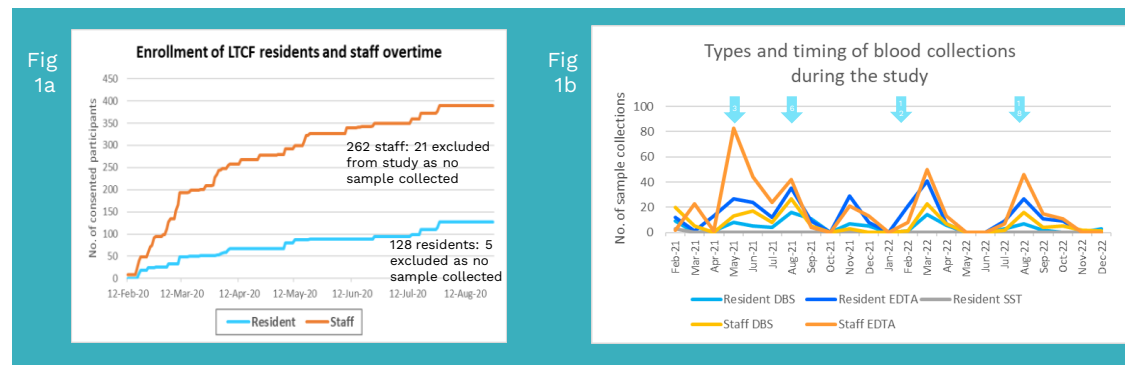 Fig
1a
Enrollment of LTCF residents and staff overtime
No. of consented participants
450
400
350
300
250
200
150
100
50
0
262 staff: 21 excluded
from study as no
sample collected
128 residents: 5
excluded as no
sample collected
12-Feb-20 12-Mar-20 12-Apr-20 12-May-20 12-Jun-20 12-Jul-20 12-Aug-20
Resident Staff
Fig
1b
Types and timing of blood collections
during the study
3 6 12 18
No. of sample collections
100
80
60
40
20
0
Feb-21 Mar-21 Apr-21 May-21 Jun-21 Jul-21 Aug-21 Sep-21 Oct-21 Nov-21 Dec-21 Jan-22 Feb-22 Mar-22 Apr-22 May-22 Jun-22 Jul-22 Aug-22 Sep-22 Oct-22 Nov-22 Dec-22
Resident DBS Resident EDTA Resident SST
Staff DBS Staff EDTA